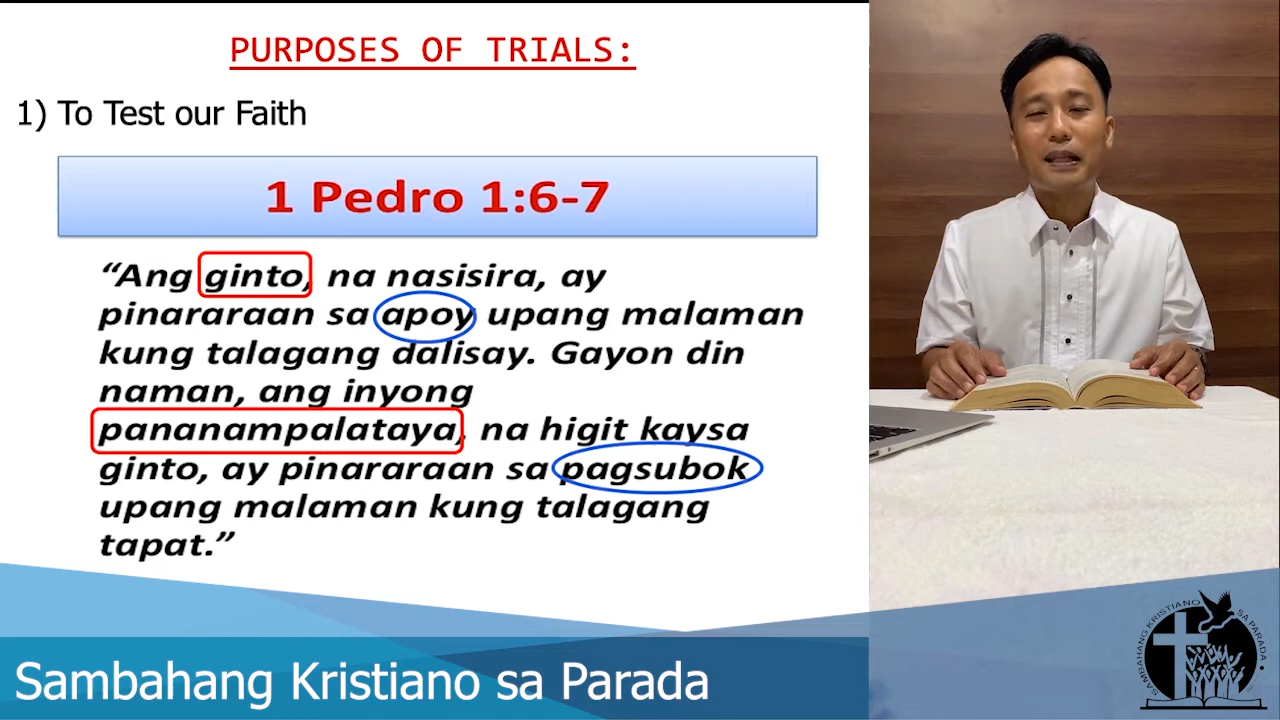 PURPOSES OF TRIALS:
1) To Test our Faith
1 Pedro 1:6-7
“Ang ginto, na nasisira, ay
pinararaan sa apoy upang malaman
kung talagang dalisay. Gayon din
naman, ang inyong
pananampalataya, na higit kaysa
ginto, ay pinararaan sa pagsubok
upang malaman kung talagang
tapat.”
Sambahang Kristiano sa Parada
SAMBAHANG KRISTIANO SA PARADA